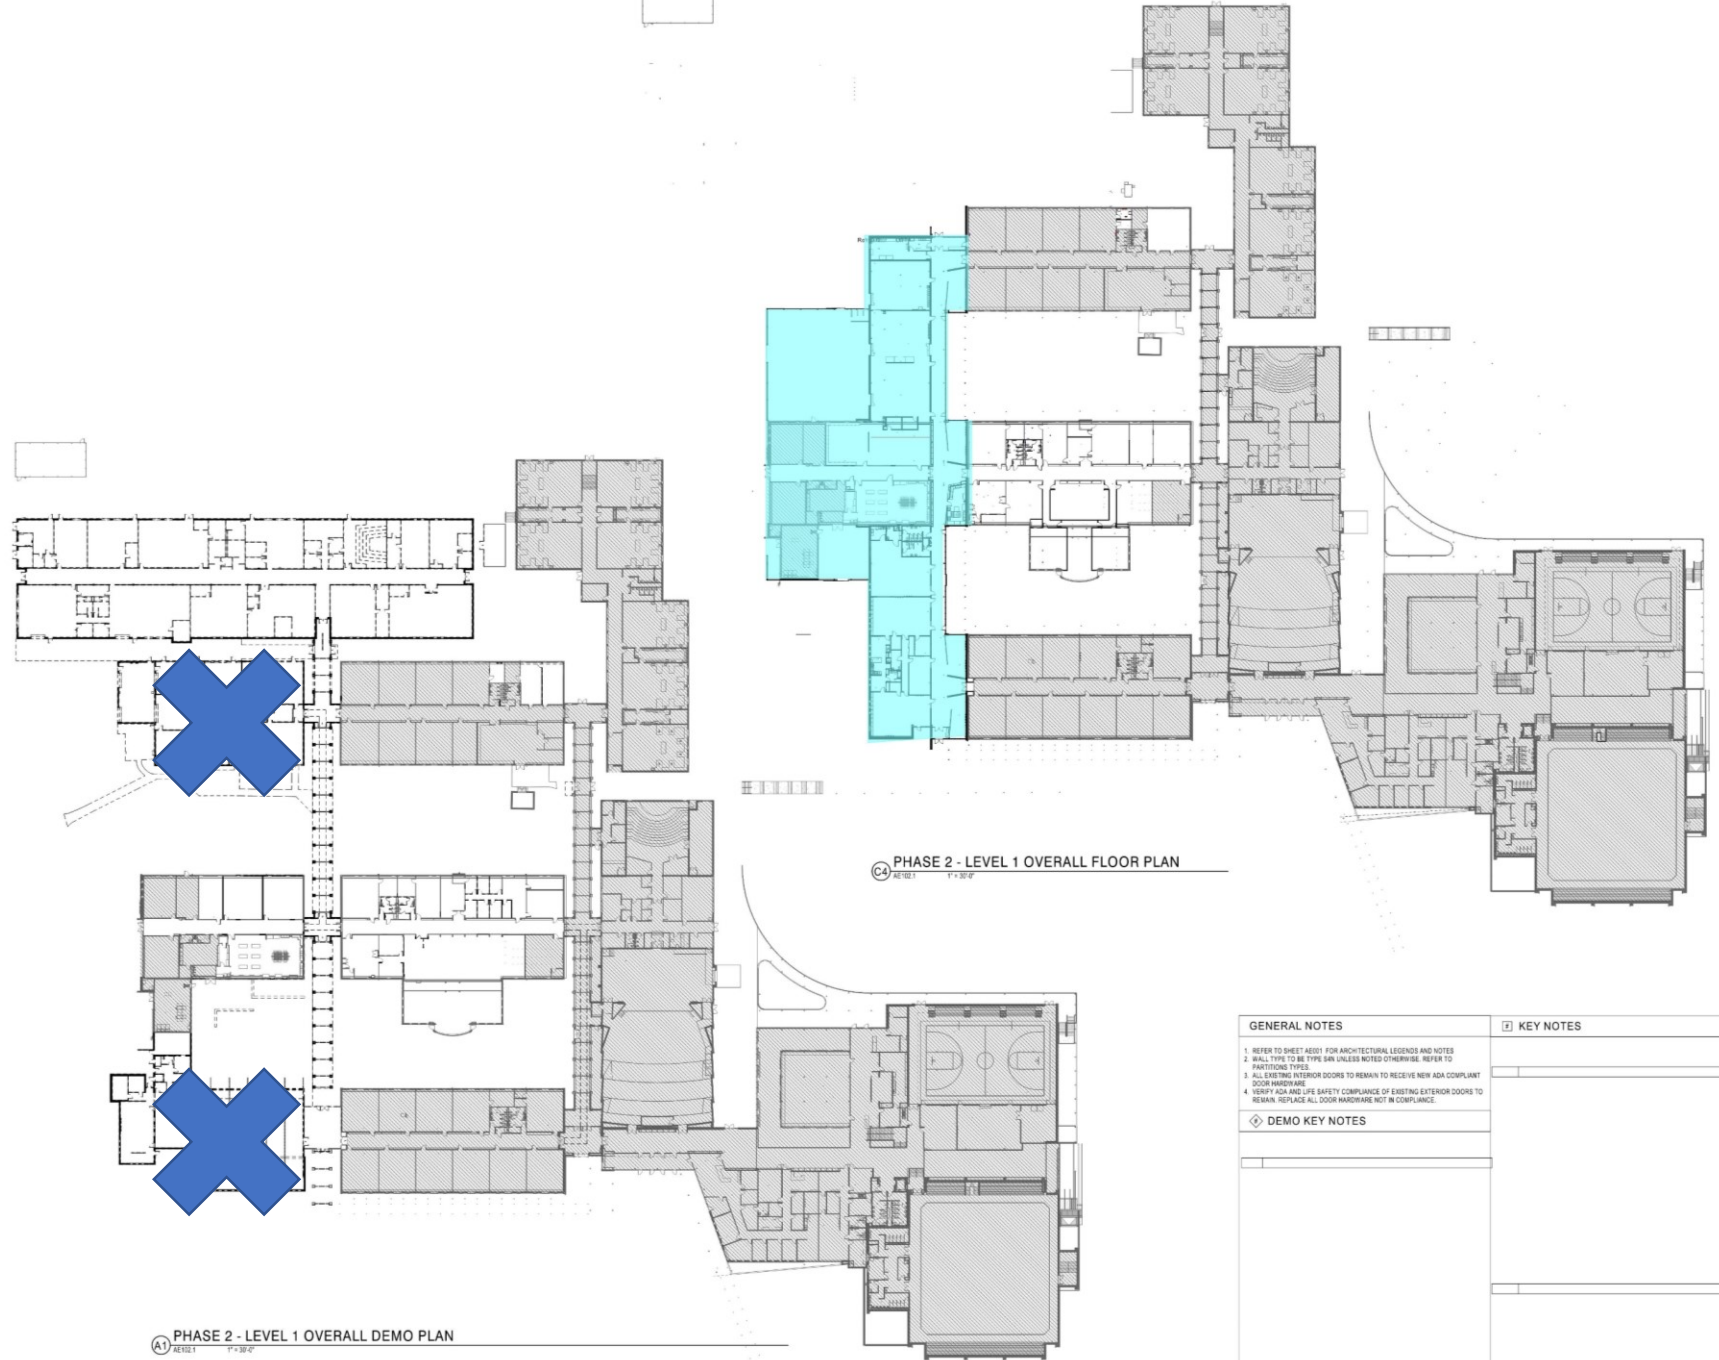 C4
PHASE 2 - LEVEL 1 OVERALL FLOOR PLAN
AE102.1 1" = 30'-0"
A1
PHASE 2 - LEVEL 1 OVERALL DEMO PLAN
AE102.1 1" = 30'-0"
GENERAL NOTES
1. REFER TO SHEET AE001 FOR ARCHITECTURAL LEGENDS AND NOTES
2. WALL TYPE TO BE TYPE S4N UNLESS NOTED OTHERWISE. REFER TO
PARTITIONS TYPES.
3. ALL EXISTING INTERIOR DOORS TO REMAIN TO RECEIVE NEW ADA COMPLIANT
DOOR HARDWARE
4. VERIFY ADA AND LIFE SAFETY COMPLIANCE OF EXISTING EXTERIOR DOORS TO
REMAIN. REPLACE ALL DOOR HARDWARE NOT IN COMPLIANCE.
# DEMO KEY NOTES
# KEY NOTES